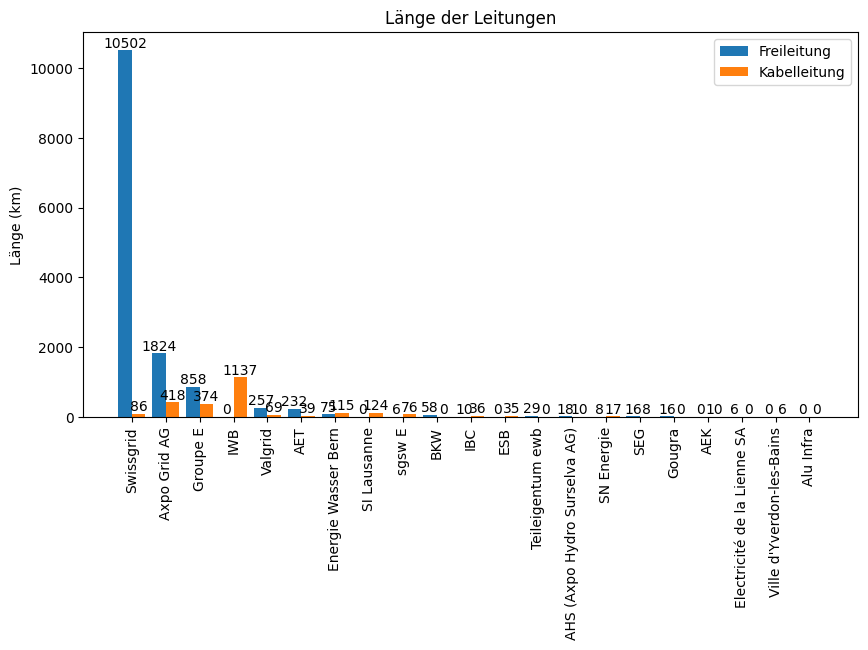 Länge der Leitungen
Freileitung
Kabelleitung
Länge (km)
10000
8000
6000
4000
2000
0
10502 86
1824 418
858 374
0 1137
257 69
232 39
75 115
0 124
6 76
58 0
10 36
0 35
29 0
18 10
8 17
16 8
16 0
0 10
6 0
0 6
0 0
Swissgrid
Axpo Grid AG
Groupe E
IWB
Valgrid
AET
Energie Wasser Bern
SI Lausanne
sgsw E
BKW
IBC
ESB
Teileigentum ewb
AHS (Axpo Hydro Surselva AG)
SN Energie
SEG
Gougra
AEK
Electricité de la Lienne SA
Ville d'Yverdon-les-Bains
Alu Infra